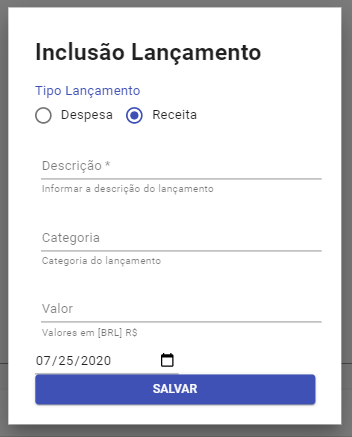 Inclusão Lançamento
Tipo Lançamento
Despesa Receita
Descrição *
Informar a descrição do lançamento
Categoria
Categoria do lançamento
Valor
Valores em [BRL] R$
07/25/2020
SALVAR